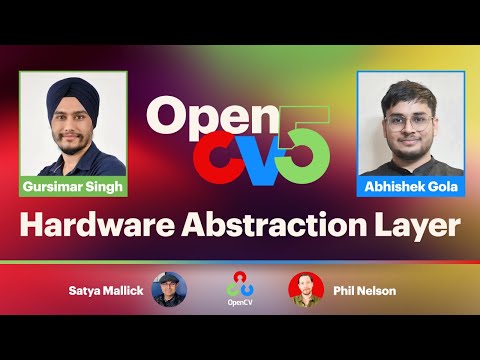 Open
CV5
Gursimar Singh
Abhishek Gola
Hardware Abstraction Layer
Satya Mallick
OpenCV
Phil Nelson